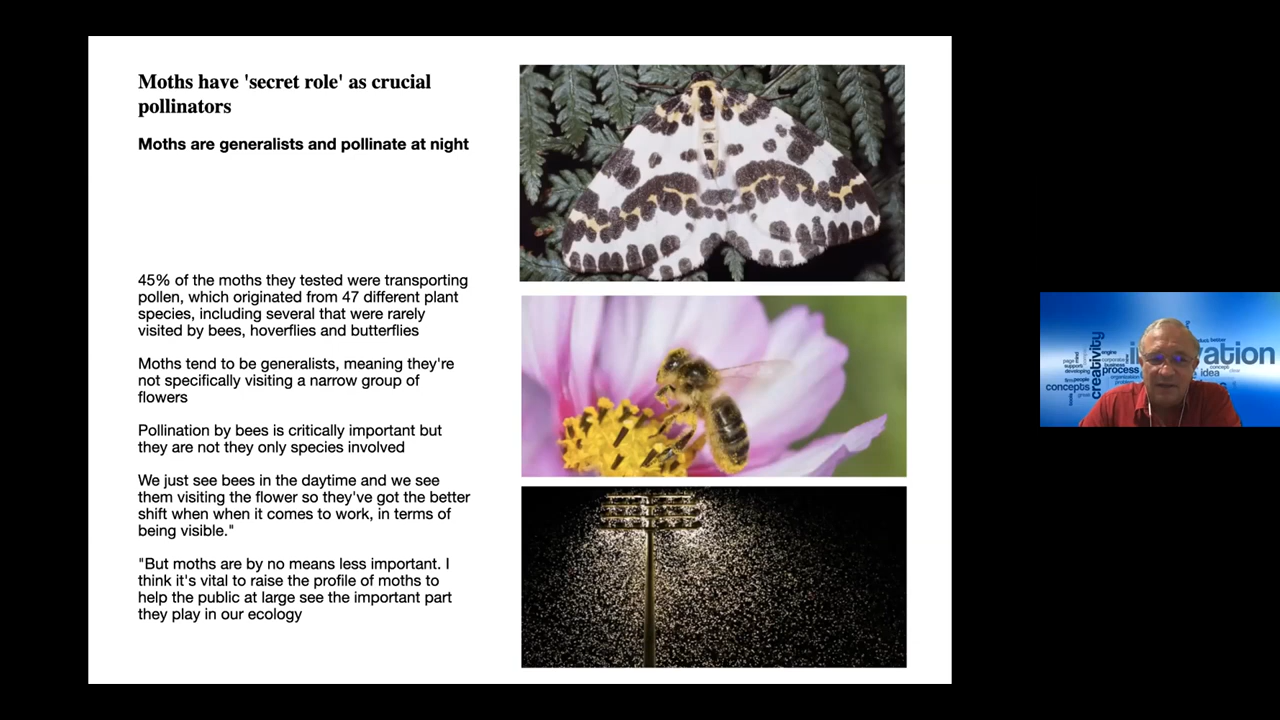 Moths have 'secret role' as crucial
pollinators
Moths are generalists and pollinate at night
45% of the moths they tested were transporting
pollen, which originated from 47 different plant
species, including several that were rarely
visited by bees, hoverflies and butterflies
Moths tend to be generalists, meaning they're
not specifically visiting a narrow group of
flowers
Pollination by bees is critically important but
they are not they only species involved
We just see bees in the daytime and we see
them visiting the flower so they've got the better
shift when when it comes to work, in terms of
being visible."
"But moths are by no means less important. I
think it's vital to raise the profile of moths to
help the public at large see the important part
they play in our ecology
creativity
vation
process
idea
concepts